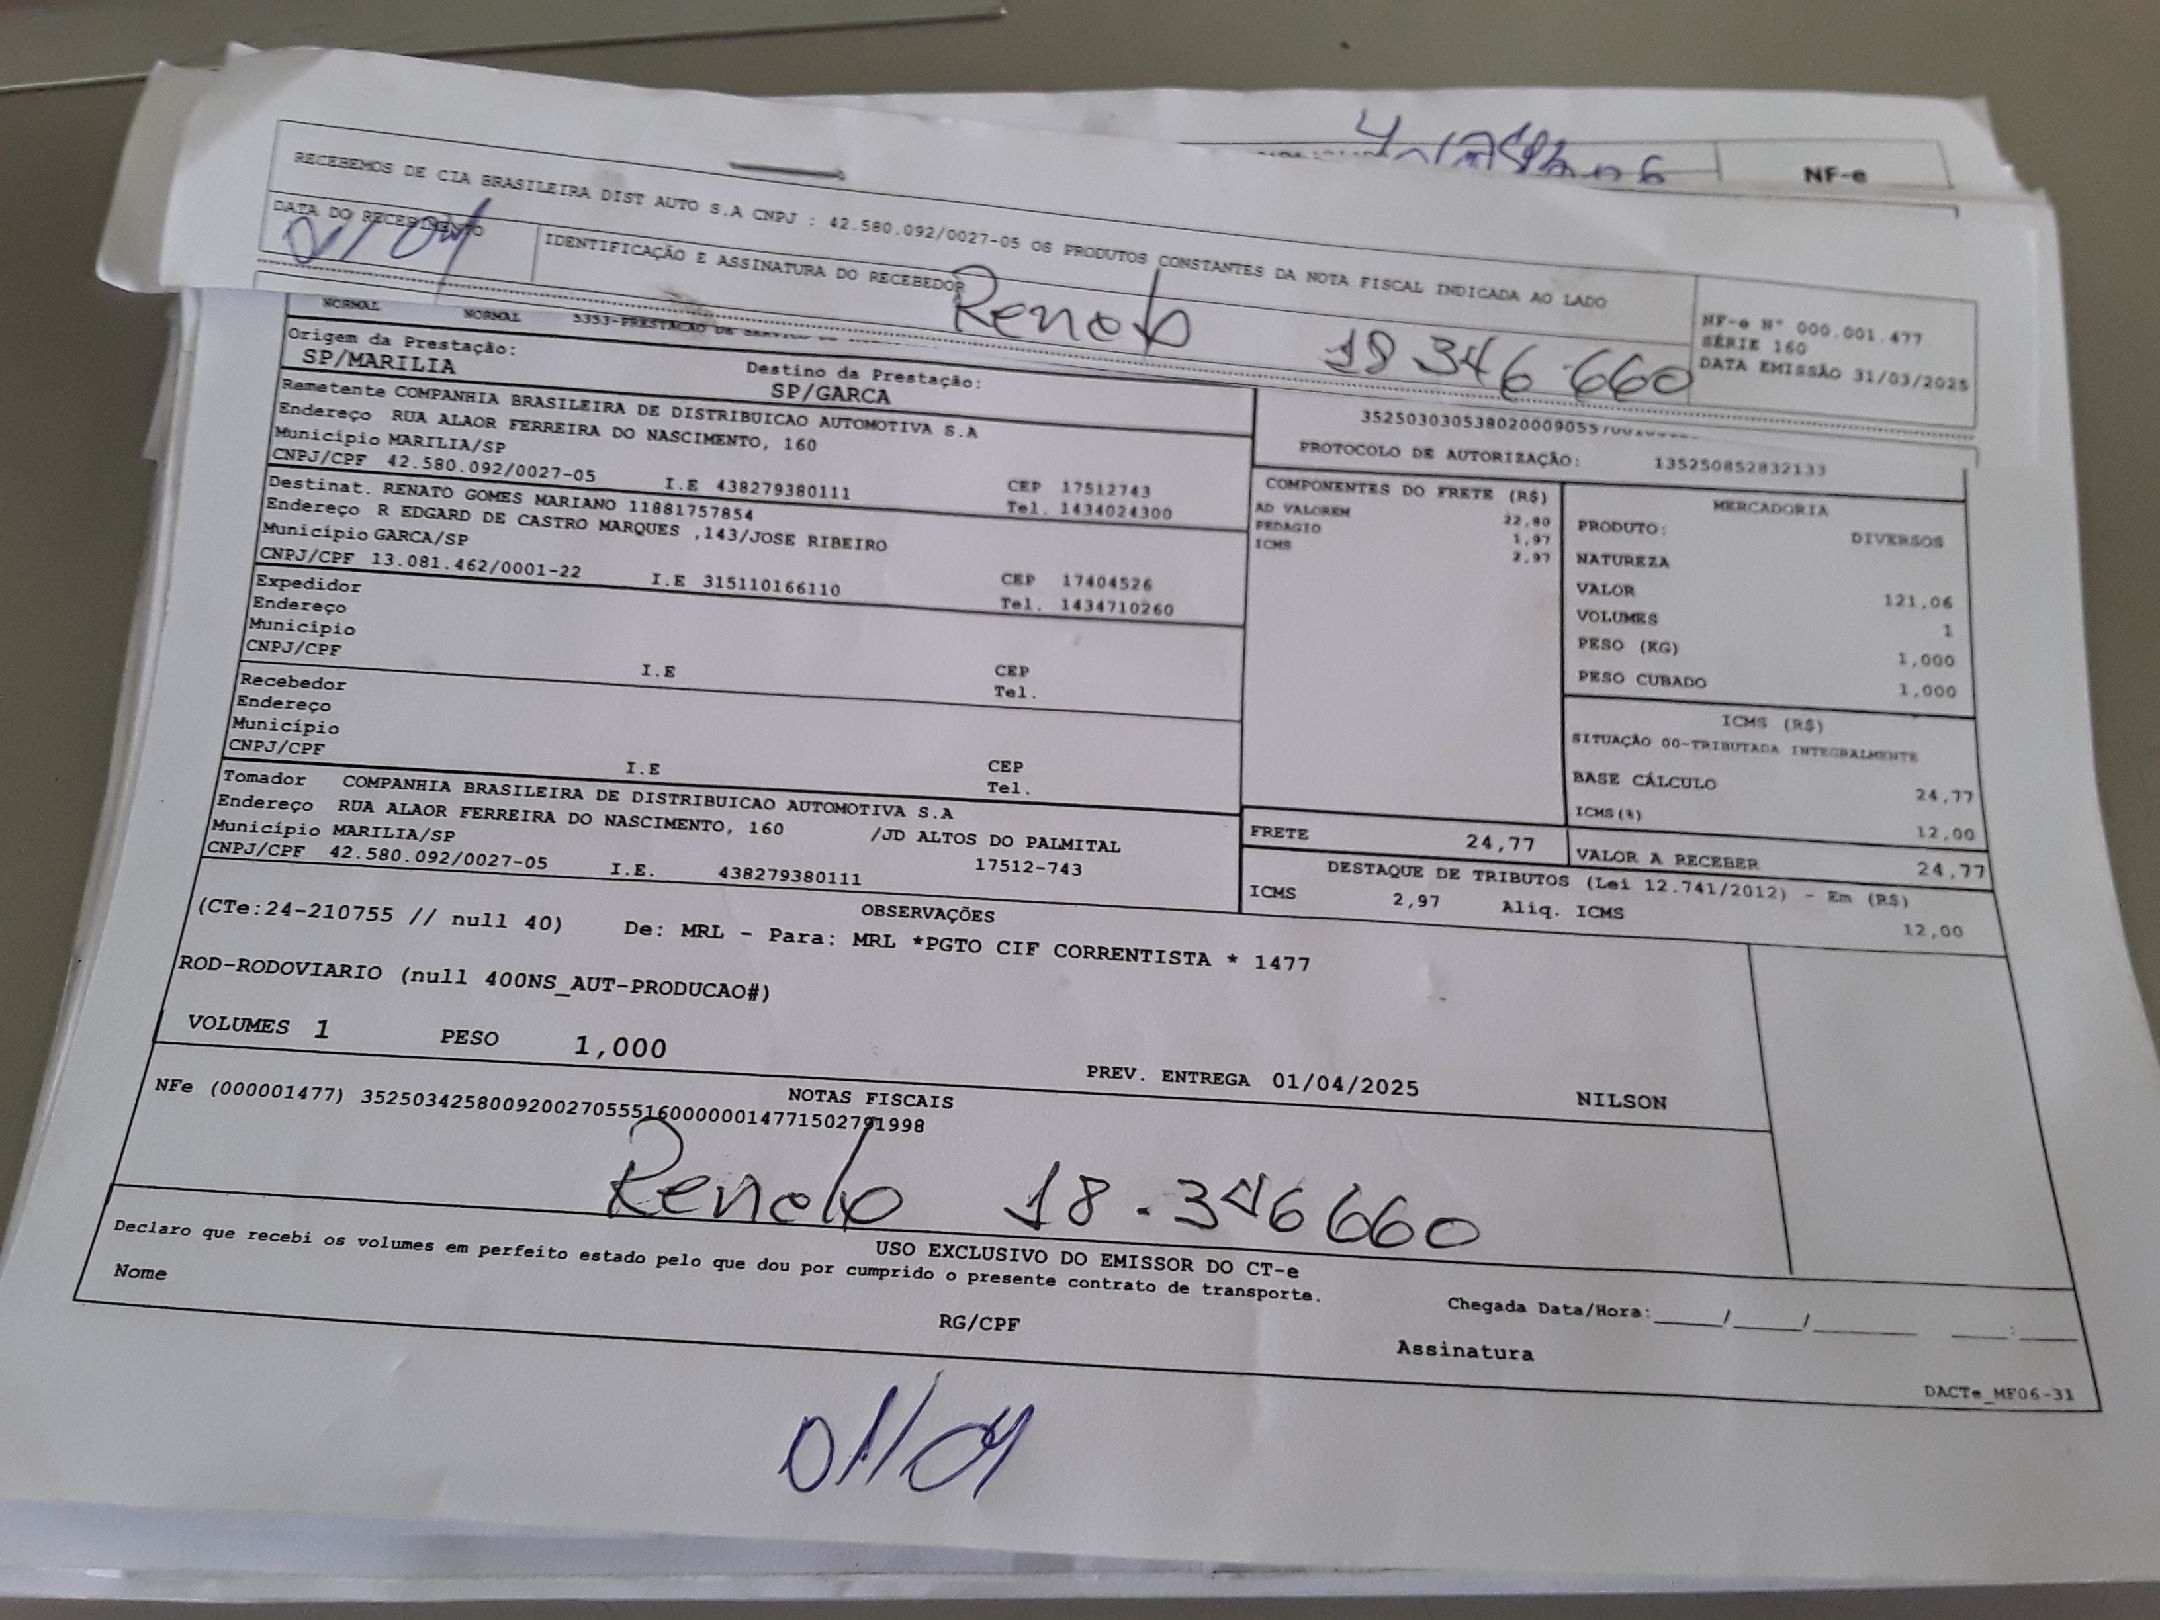 NF-e
RECEBEMOS DE CIA BRASILEIRA DIST AUTO S.A CNPJ : 42.580.092/0027-05 OS PRODUTOS CONSTANTES DA NOTA FISCAL INDICADA AO LADO
DATA DO RECEBIMENTO
01/04
IDENTIFICAÇÃO E ASSINATURA DO RECEBEDOR
Renato 18 346 660
NF-e N° 000.001.477
SÉRIE 160
DATA EMISSÃO 31/03/2025
NORMAL NORMAL 5353-PRESTACAO DE SERVICO DE
Origem da Prestação: Destino da Prestação:
SP/MARILIA SP/GARCA
Remetente COMPANHIA BRASILEIRA DE DISTRIBUICAO AUTOMOTIVA S.A
Endereço RUA ALAOR FERREIRA DO NASCIMENTO, 160
Município MARILIA/SP CEP 17512743
CNPJ/CPF 42.580.092/0027-05 I.E 438279380111 Tel. 1434024300
Destinat. RENATO GOMES MARIANO 11881757854
Endereço R EDGARD DE CASTRO MARQUES ,143/JOSE RIBEIRO
Município GARCA/SP CEP 17404526
CNPJ/CPF 13.081.462/0001-22 I.E 315110166110 Tel. 1434710260
Expedidor
Endereço
Município CEP
CNPJ/CPF I.E Tel.
Recebedor
Endereço
Município CEP
CNPJ/CPF I.E Tel.
Tomador COMPANHIA BRASILEIRA DE DISTRIBUICAO AUTOMOTIVA S.A
Endereço RUA ALAOR FERREIRA DO NASCIMENTO, 160 /JD ALTOS DO PALMITAL
Município MARILIA/SP 17512-743
CNPJ/CPF 42.580.092/0027-05 I.E. 438279380111
PROTOCOLO DE AUTORIZAÇÃO: 135250852832133
COMPONENTES DO FRETE (R$)
AD VALOREM 22,80
PEDAGIO 1,97
ICMS 2,97
MERCADORIA
PRODUTO: DIVERSOS
NATUREZA
VALOR 121,06
VOLUMES 1
PESO (KG) 1,000
PESO CUBADO 1,000
ICMS (R$)
SITUAÇÃO 00-TRIBUTADA INTEGRALMENTE
BASE CÁLCULO 24,77
ICMS(%) 12,00
FRETE 24,77 VALOR A RECEBER 24,77
DESTAQUE DE TRIBUTOS (Lei 12.741/2012) - Em (R$)
ICMS 2,97 Alíq. ICMS 12,00
OBSERVAÇÕES
(CTe:24-210755 // null 40) De: MRL - Para: MRL *PGTO CIF CORRENTISTA * 1477
ROD-RODOVIARIO (null 400NS_AUT-PRODUCAO#)
VOLUMES 1 PESO 1,000 PREV. ENTREGA 01/04/2025 NILSON
NOTAS FISCAIS
NFe (000001477) 35250342580092002705551600000014771502791998
Renato 18.346660
USO EXCLUSIVO DO EMISSOR DO CT-e
Declaro que recebi os volumes em perfeito estado pelo que dou por cumprido o presente contrato de transporte.
Nome RG/CPF Assinatura Chegada Data/Hora:____/____/______ ___:___
DACTe_MF06-31
01/04